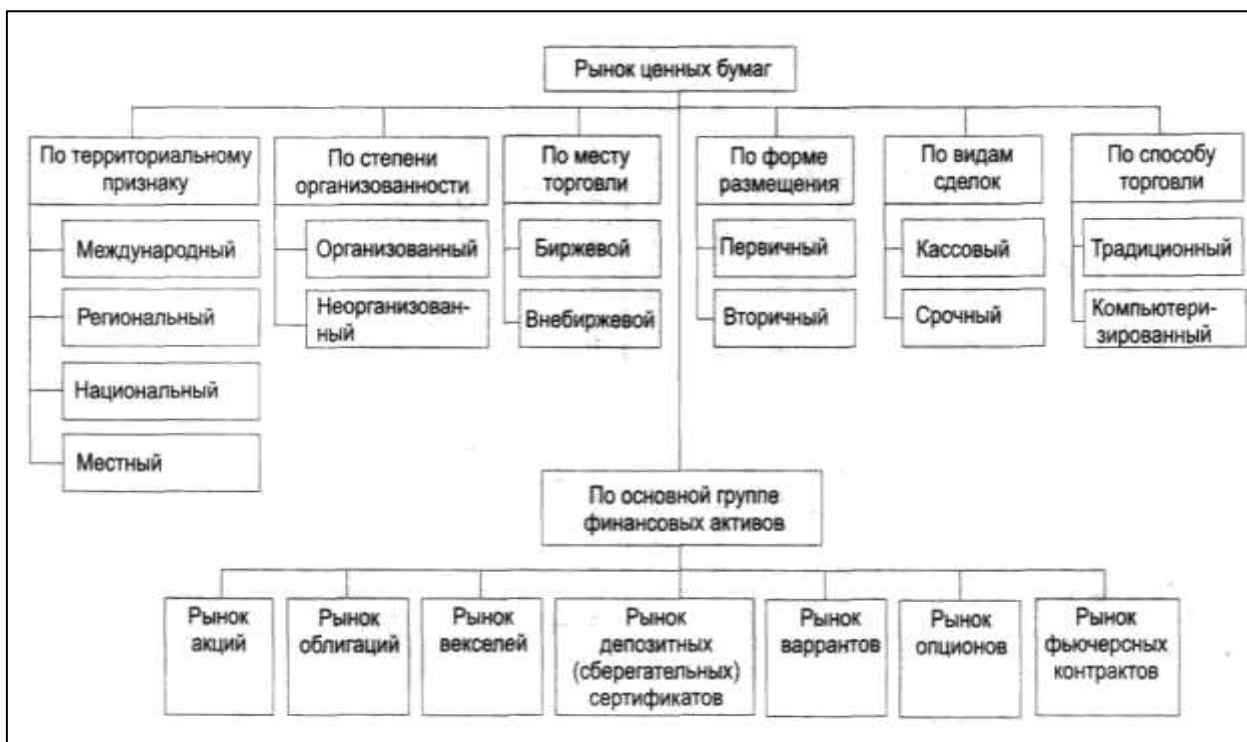 Рынок ценных бумаг
По территориальному
признаку
Международный
Региональный
Национальный
Местный
По степени
организованности
Организованный
Неорганизован-
ный
По месту
торговли
Биржевой
Внебиржевой
По форме
размещения
Первичный
Вторичный
По видам
сделок
Кассовый
Срочный
По способу
торговли
Традиционный
Компьютери-
зированный
По основной группе
финансовых активов
Рынок
акций
Рынок
облигаций
Рынок
векселей
Рынок
депозитных
(сберегательных)
сертификатов
Рынок
варрантов
Рынок
опционов
Рынок
фьючерсных
контрактов